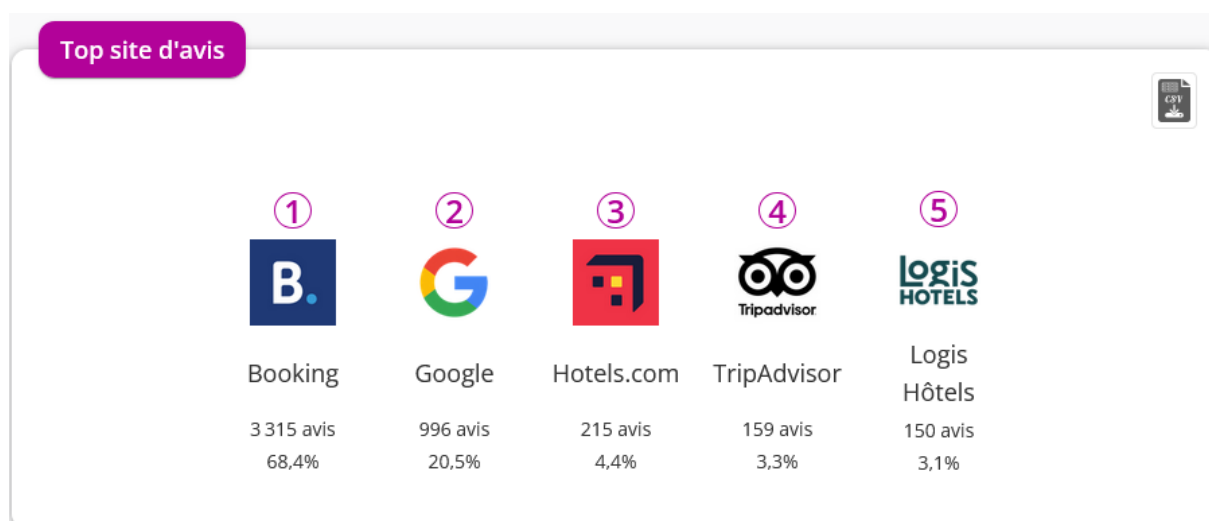 Top site d'avis
CSV
① ② ③ ④ ⑤
B.
G
Tripadvisor
Logis
HOTELS
Booking
Google
Hotels.com
TripAdvisor
Logis
Hôtels
3 315 avis
996 avis
215 avis
159 avis
150 avis
68,4%
20,5%
4,4%
3,3%
3,1%